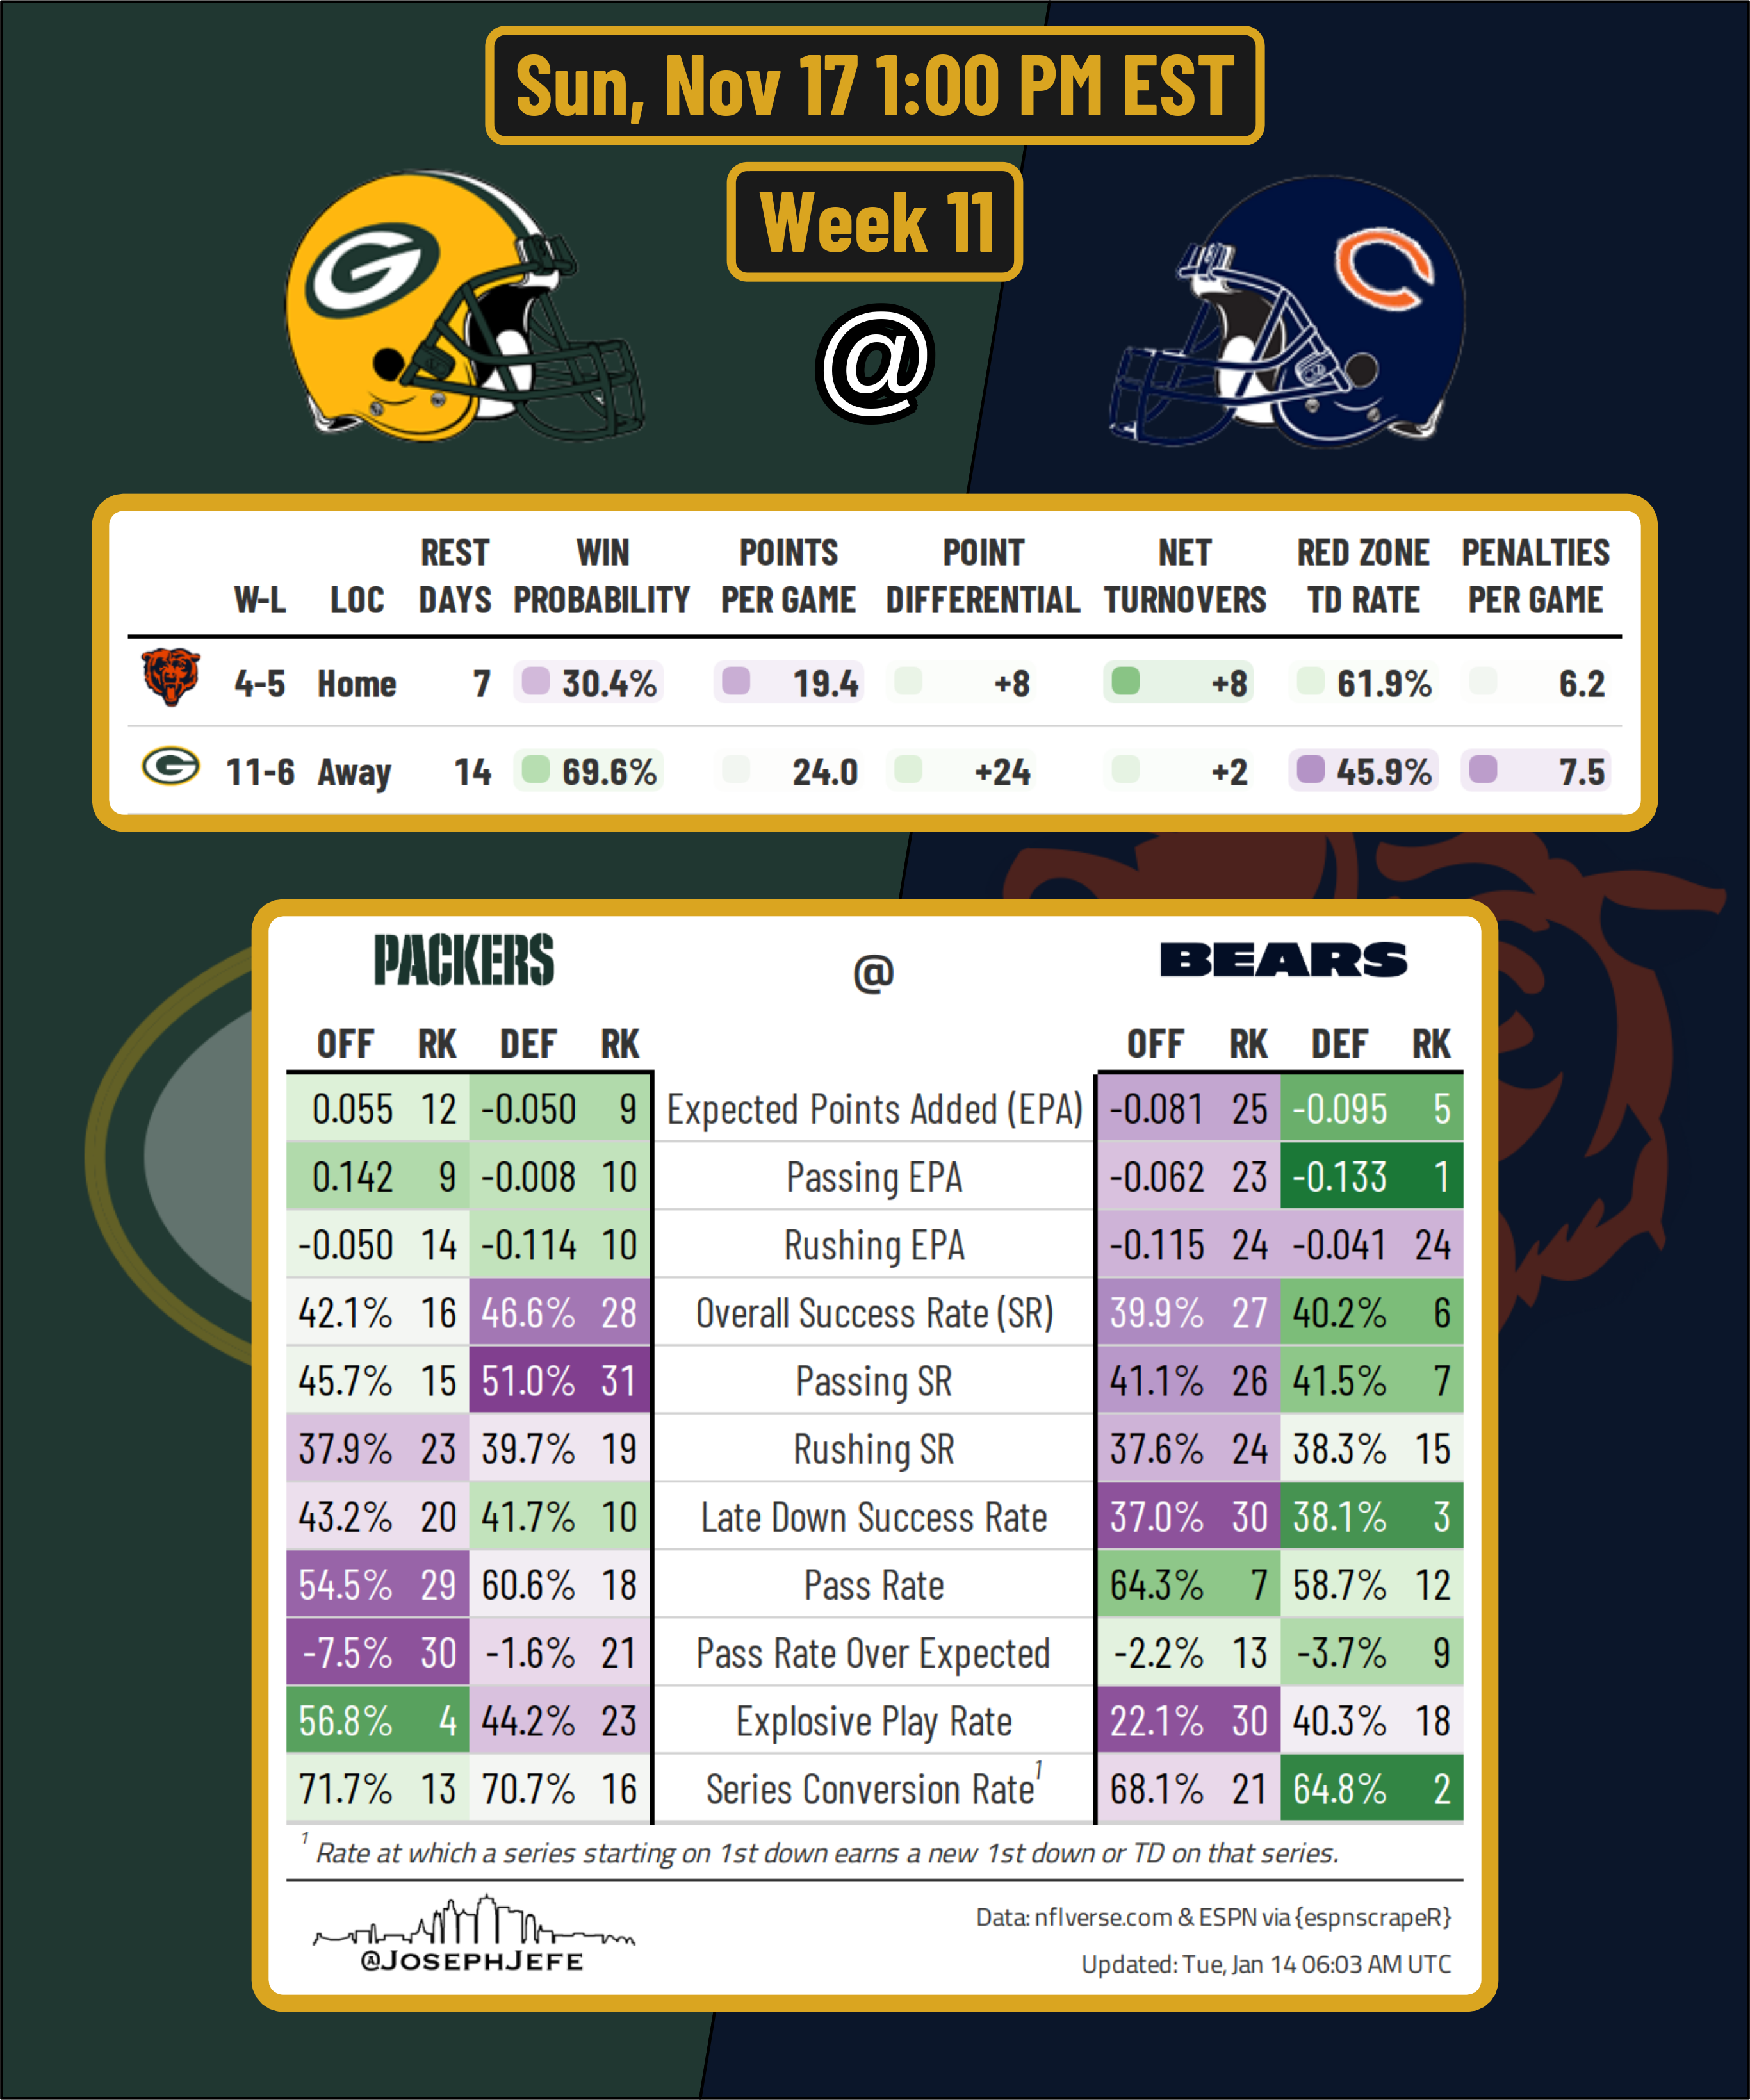 Sun, Nov 17 1:00 PM EST
Week 11
G
C
@
W-L LOC REST DAYS WIN PROBABILITY POINTS PER GAME POINT DIFFERENTIAL NET TURNOVERS RED ZONE TD RATE PENALTIES PER GAME
4-5 Home 7 30.4% 19.4 +8 +8 61.9% 6.2
G 11-6 Away 14 69.6% 24.0 +24 +2 45.9% 7.5
PACKERS @ BEARS
OFF RK DEF RK OFF RK DEF RK
0.055 12 -0.050 9 Expected Points Added (EPA) -0.081 25 -0.095 5
0.142 9 -0.008 10 Passing EPA -0.062 23 -0.133 1
-0.050 14 -0.114 10 Rushing EPA -0.115 24 -0.041 24
42.1% 16 46.6% 28 Overall Success Rate (SR) 39.9% 27 40.2% 6
45.7% 15 51.0% 31 Passing SR 41.1% 26 41.5% 7
37.9% 23 39.7% 19 Rushing SR 37.6% 24 38.3% 15
43.2% 20 41.7% 10 Late Down Success Rate 37.0% 30 38.1% 3
54.5% 29 60.6% 18 Pass Rate 64.3% 7 58.7% 12
-7.5% 30 -1.6% 21 Pass Rate Over Expected -2.2% 13 -3.7% 9
56.8% 4 44.2% 23 Explosive Play Rate 22.1% 30 40.3% 18
71.7% 13 70.7% 16 Series Conversion Rate¹ 68.1% 21 64.8% 2
¹ Rate at which a series starting on 1st down earns a new 1st down or TD on that series.
@JOSEPHJEFE
Data: nflverse.com & ESPN via {espnscrapeR}
Updated: Tue, Jan 14 06:03 AM UTC